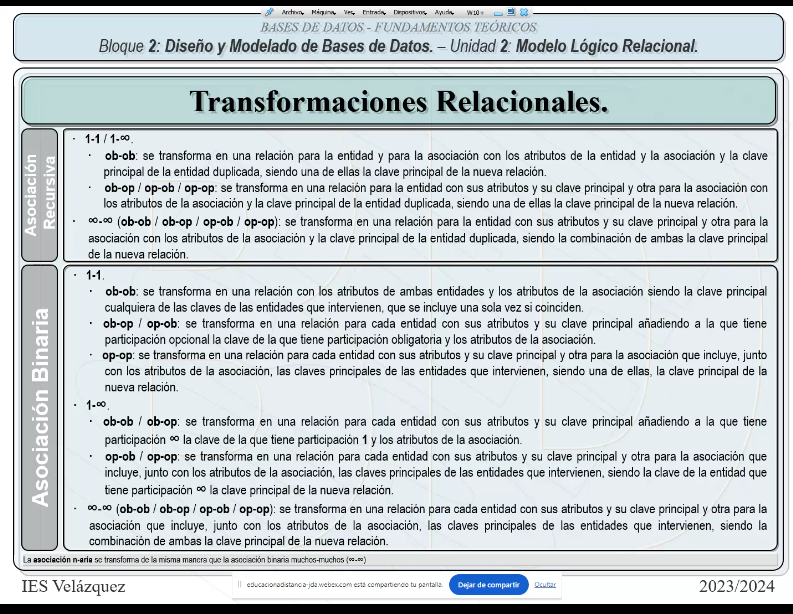 Archivo, Máquina, Ver, Entrada, Dispositivos, Ayuda, W10
BASES DE DATOS - FUNDAMENTOS TEÓRICOS
Bloque 2: Diseño y Modelado de Bases de Datos. – Unidad 2: Modelo Lógico Relacional.
Transformaciones Relacionales.
Asociación Recursiva
· 1-1 / 1-∞.
· ob-ob: se transforma en una relación para la entidad y para la asociación con los atributos de la entidad y la asociación y la clave
principal de la entidad duplicada, siendo una de ellas la clave principal de la nueva relación.
· ob-op / op-ob / op-op: se transforma en una relación para la entidad con sus atributos y su clave principal y otra para la asociación con
los atributos de la asociación y la clave principal de la entidad duplicada, siendo una de ellas la clave principal de la nueva relación.
· ∞-∞ (ob-ob / ob-op / op-ob / op-op): se transforma en una relación para la entidad con sus atributos y su clave principal y otra para la
asociación con los atributos de la asociación y la clave principal de la entidad duplicada, siendo la combinación de ambas la clave principal
de la nueva relación.
Asociación Binaria
· 1-1.
· ob-ob: se transforma en una relación con los atributos de ambas entidades y los atributos de la asociación siendo la clave principal
cualquiera de las claves de las entidades que intervienen, que se incluye una sola vez si coinciden.
· ob-op / op-ob: se transforma en una relación para cada entidad con sus atributos y su clave principal añadiendo a la que tiene
participación opcional la clave de la que tiene participación obligatoria y los atributos de la asociación.
· op-op: se transforma en una relación para cada entidad con sus atributos y su clave principal y otra para la asociación que incluye, junto
con los atributos de la asociación, las claves principales de las entidades que intervienen, siendo una de ellas, la clave principal de la
nueva relación.
· 1-∞.
· ob-ob / ob-op: se transforma en una relación para cada entidad con sus atributos y su clave principal añadiendo a la que tiene
participación ∞ la clave de la que tiene participación 1 y los atributos de la asociación.
· op-ob / op-op: se transforma en una relación para cada entidad con sus atributos y su clave principal y otra para la asociación que
incluye, junto con los atributos de la asociación, las claves principales de las entidades que intervienen, siendo la clave de la entidad que
tiene participación ∞ la clave principal de la nueva relación.
· ∞-∞ (ob-ob / ob-op / op-ob / op-op): se transforma en una relación para cada entidad con sus atributos y su clave principal y otra para la
asociación que incluye, junto con los atributos de la asociación, las claves principales de las entidades que intervienen, siendo la
combinación de ambas la clave principal de la nueva relación.
La asociación n-aria se transforma de la misma manera que la asociación binaria muchos-muchos (∞-∞)
IES Velázquez
educacionadistancia-jda.webex.com está compartiendo tu pantalla.
Dejar de compartir
Ocultar
2023/2024